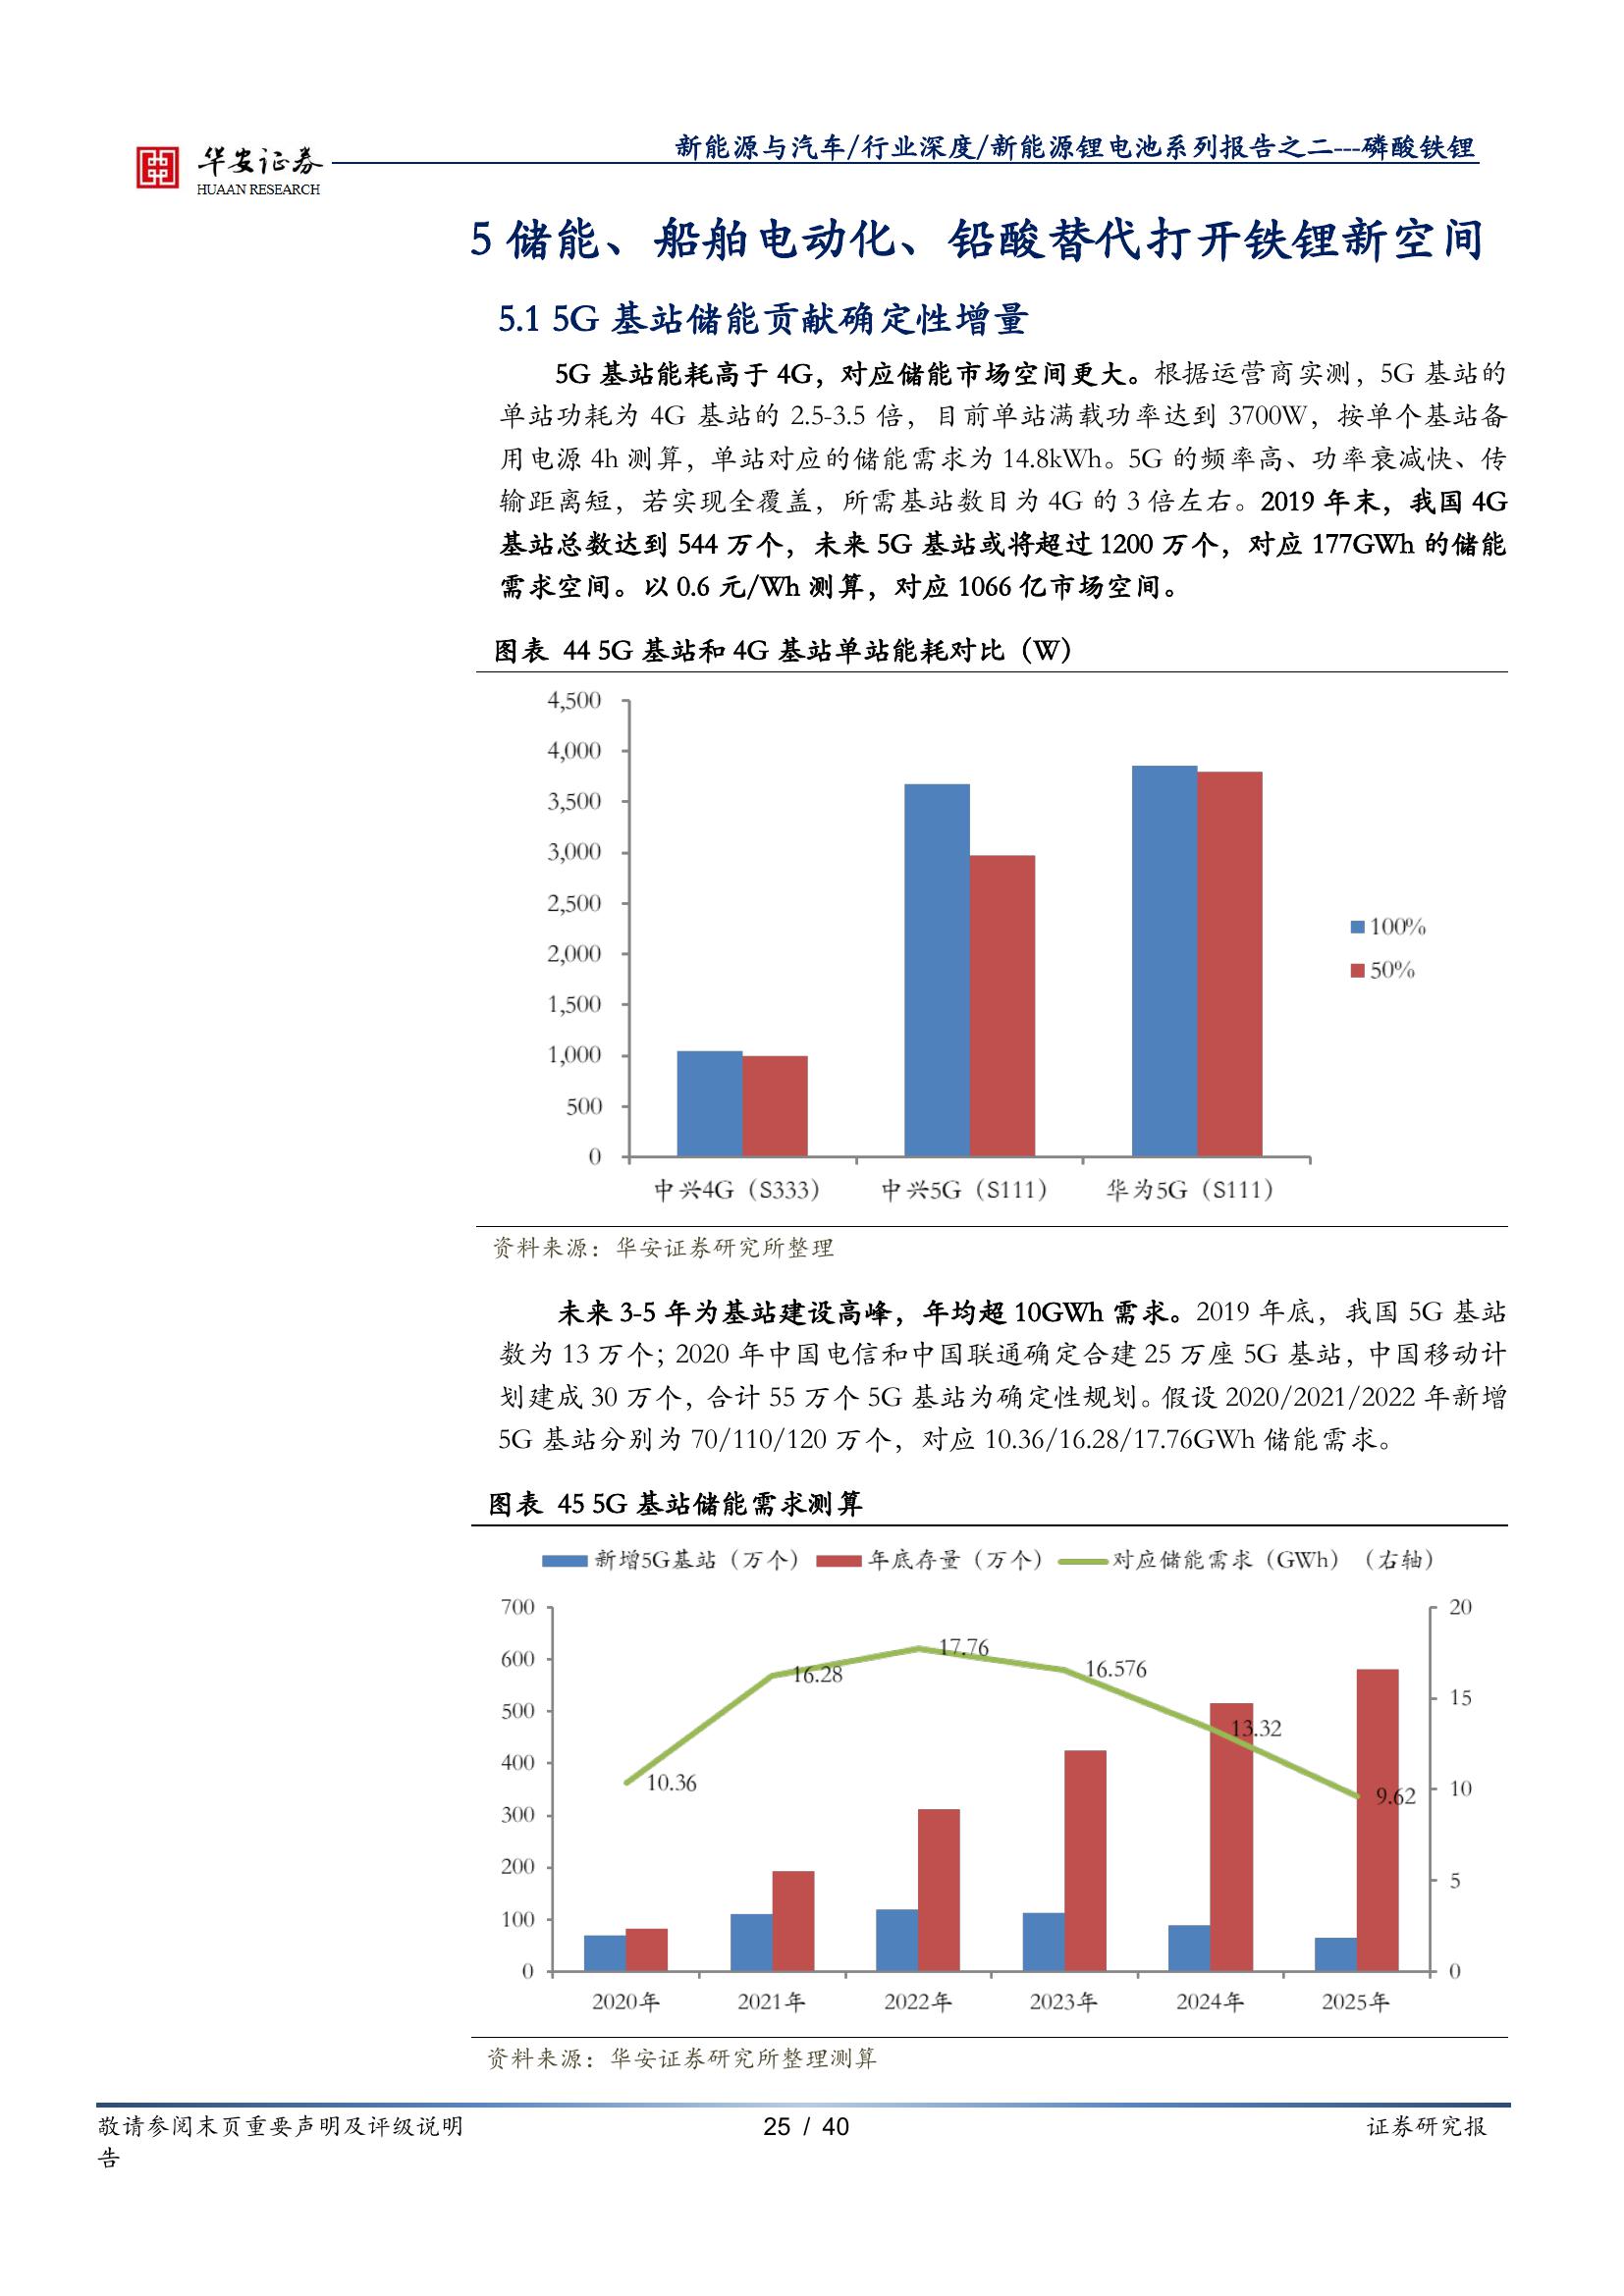 华安证券
HUAAN RESEARCH
新能源与汽车/行业深度/新能源锂电池系列报告之二---磷酸铁锂
5 储能、船舶电动化、铅酸替代打开铁锂新空间
5.1 5G 基站储能贡献确定性增量
5G 基站能耗高于 4G，对应储能市场空间更大。根据运营商实测，5G 基站的
单站功耗为 4G 基站的 2.5-3.5 倍，目前单站满载功率达到 3700W，按单个基站备
用电源 4h 测算，单站对应的储能需求为 14.8kWh。5G 的频率高、功率衰减快、传
输距离短，若实现全覆盖，所需基站数目为 4G 的 3 倍左右。2019 年末，我国 4G
基站总数达到 544 万个，未来 5G 基站或将超过 1200 万个，对应 177GWh 的储能
需求空间。以 0.6 元/Wh 测算，对应 1066 亿市场空间。
图表 44 5G 基站和 4G 基站单站能耗对比（W）
4,500
4,000
3,500
3,000
2,500
2,000
1,500
1,000
500
0
中兴4G（S333）
中兴5G（S111）
华为5G（S111）
100%
50%
资料来源：华安证券研究所整理
未来 3-5 年为基站建设高峰，年均超 10GWh 需求。2019 年底，我国 5G 基站
数为 13 万个；2020 年中国电信和中国联通确定合建 25 万座 5G 基站，中国移动计
划建成 30 万个，合计 55 万个 5G 基站为确定性规划。假设 2020/2021/2022 年新增
5G 基站分别为 70/110/120 万个，对应 10.36/16.28/17.76GWh 储能需求。
图表 45 5G 基站储能需求测算
新增5G基站（万个）
年底存量（万个）
对应储能需求（GWh）（右轴）
700
600
500
400
300
200
100
0
10.36
16.28
17.76
16.576
13.32
9.62
20
15
10
5
0
2020年
2021年
2022年
2023年
2024年
2025年
资料来源：华安证券研究所整理测算
敬请参阅末页重要声明及评级说明
25 / 40
证券研究报
告